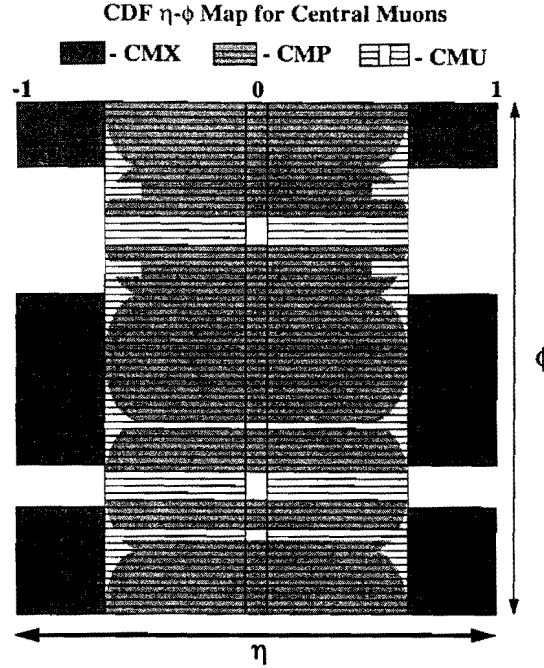 CDF η-ϕ Map for Central Muons
- CMX - CMP - CMU
-1 0 1
ϕ
η